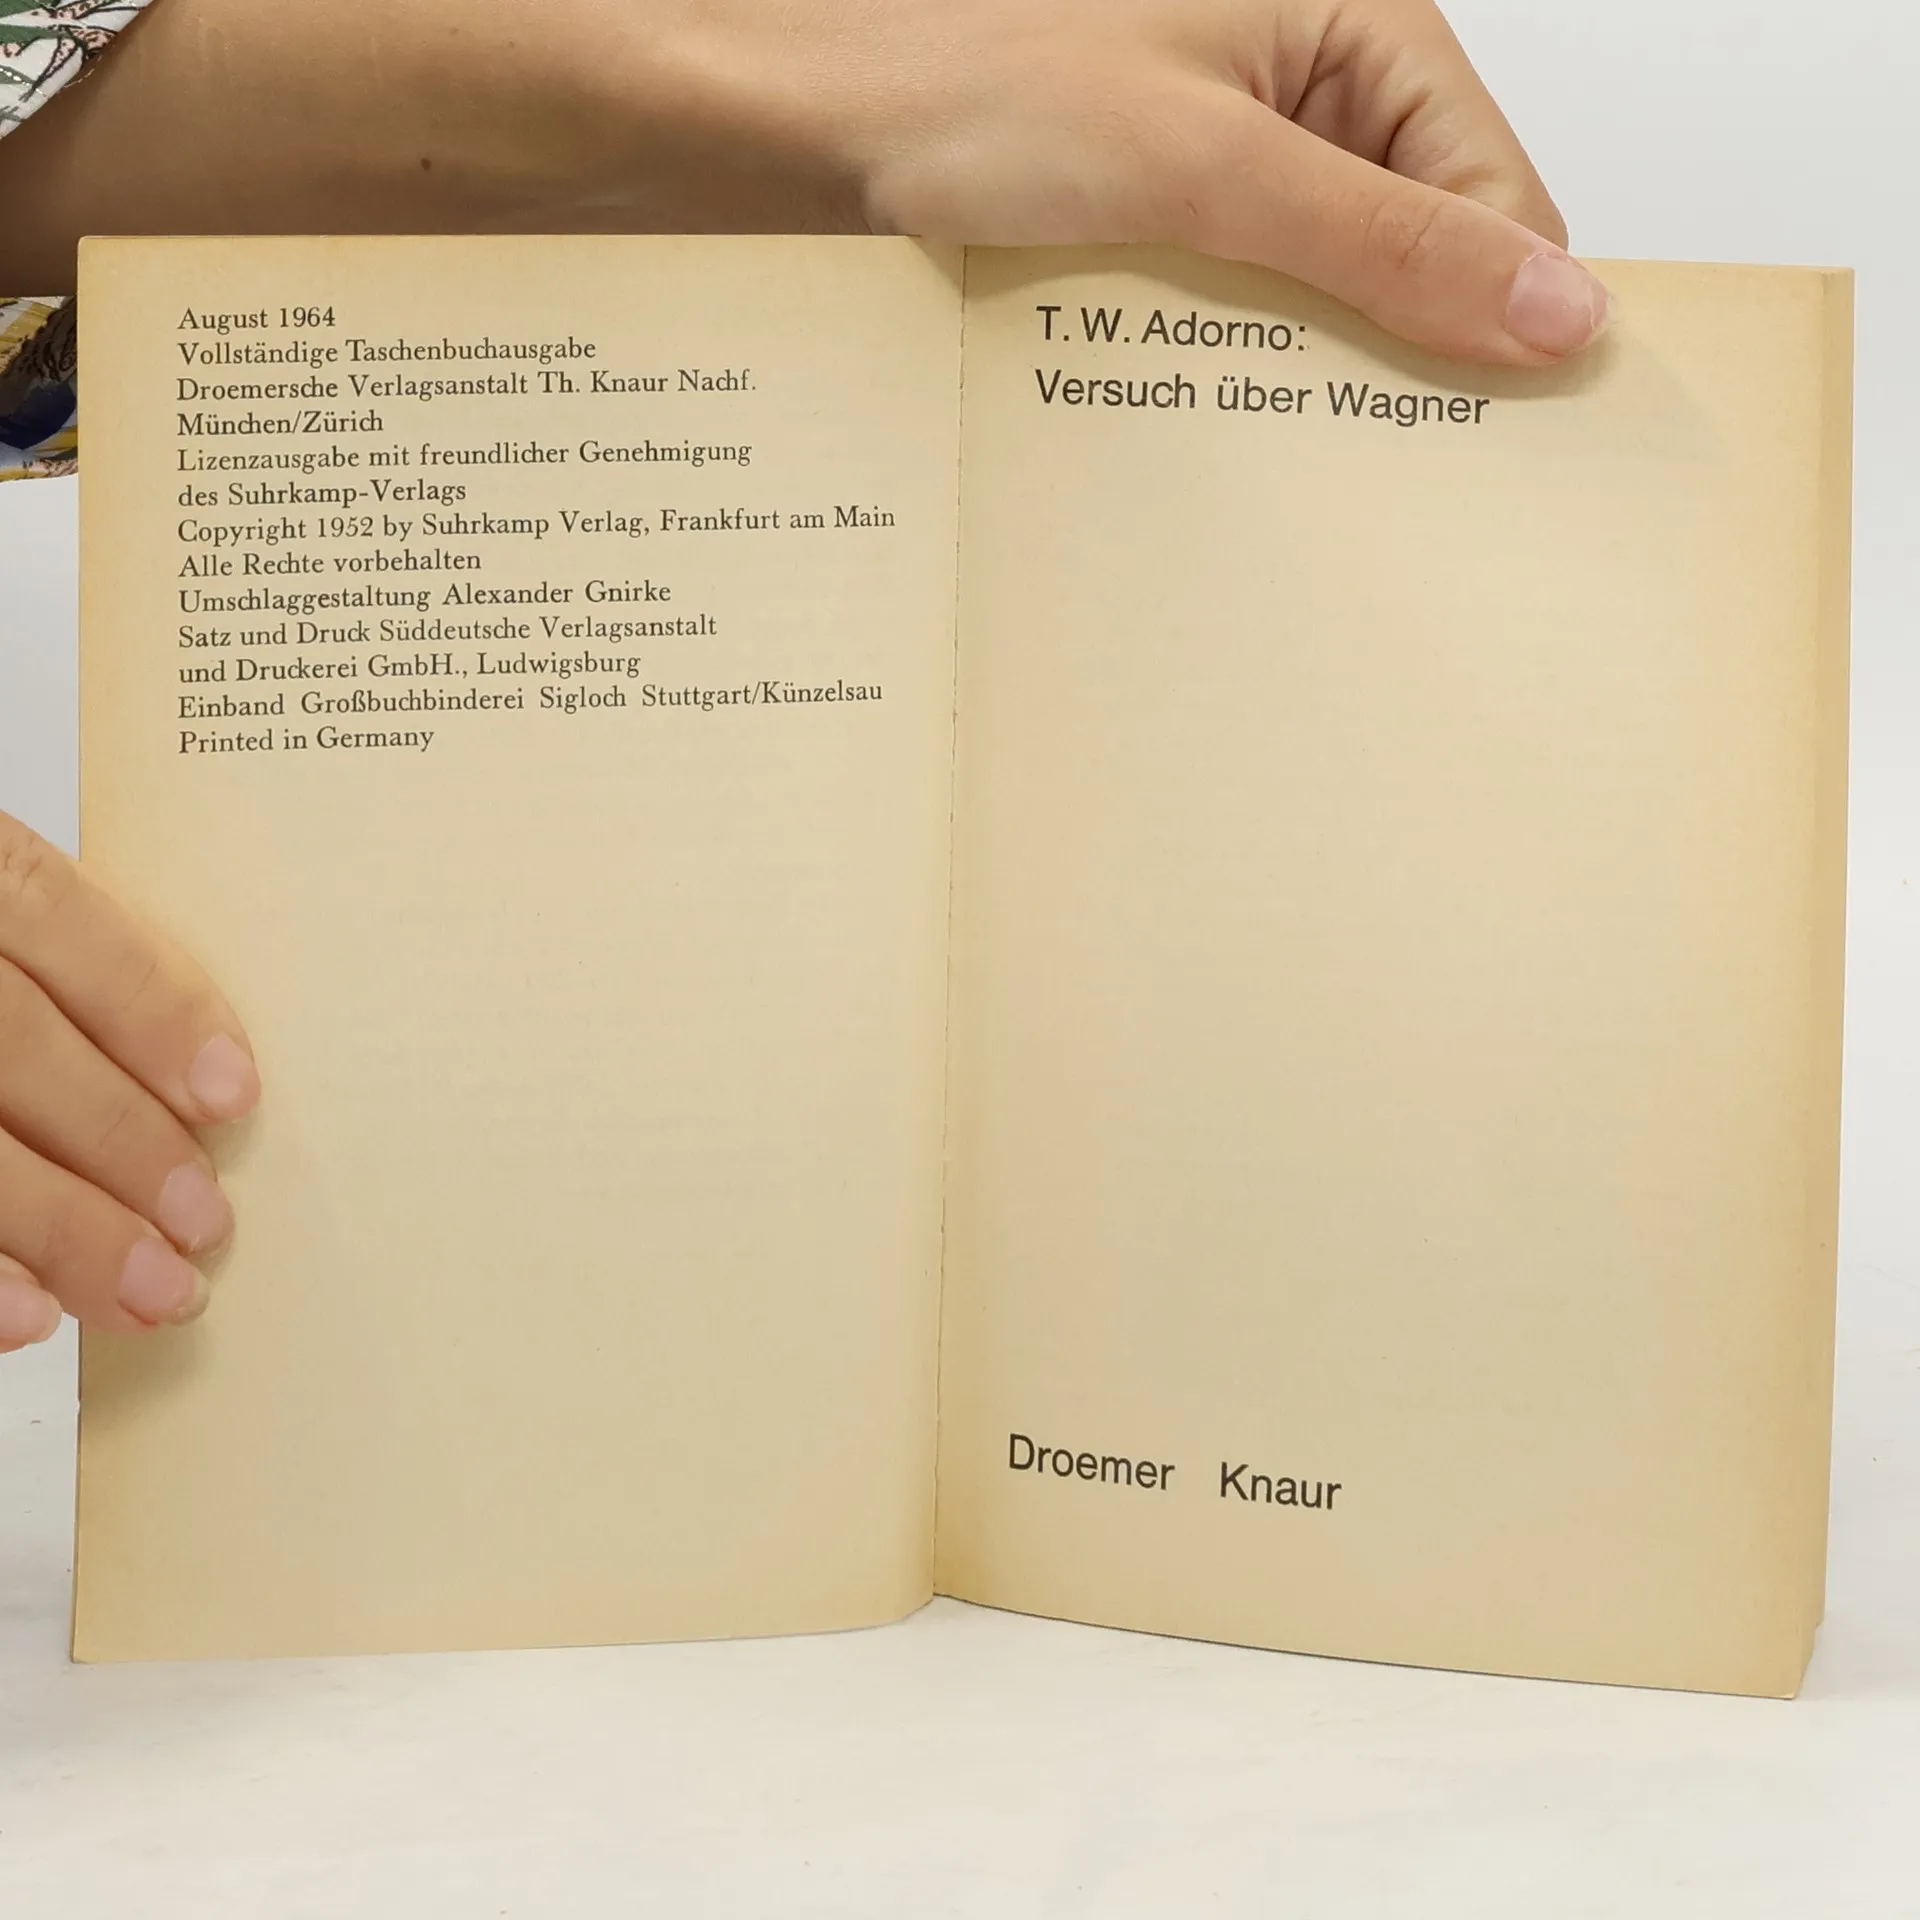 August 1964
Vollständige Taschenbuchausgabe
Droemersche Verlagsanstalt Th. Knaur Nachf.
München/Zürich
Lizenzausgabe mit freundlicher Genehmigung
des Suhrkamp-Verlags
Copyright 1952 by Suhrkamp Verlag, Frankfurt am Main
Alle Rechte vorbehalten
Umschlaggestaltung Alexander Gnirke
Satz und Druck Süddeutsche Verlagsanstalt
und Druckerei GmbH., Ludwigsburg
Einband Großbuchbinderei Sigloch Stuttgart/Künzelsau
Printed in Germany
T. W. Adorno:
Versuch über Wagner
Droemer Knaur